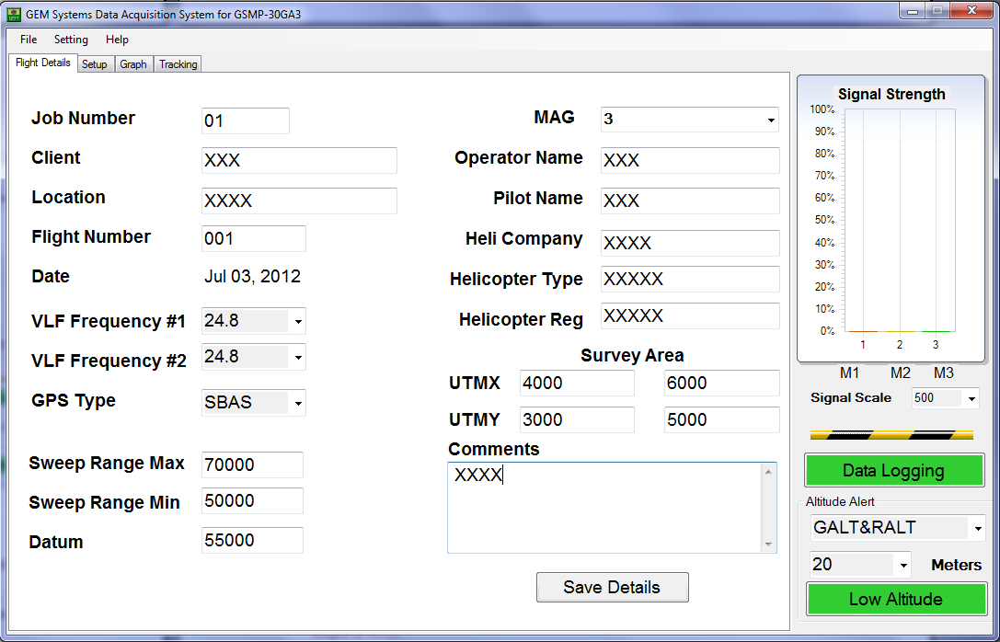 GEM Systems Data Acquisition System for GSMP-30GA3
File Setting Help
Flight Details Setup Graph Tracking
Job Number 01
Client XXX
Location XXXX
Flight Number 001
Date Jul 03, 2012
VLF Frequency #1 24.8
VLF Frequency #2 24.8
GPS Type SBAS
Sweep Range Max 70000
Sweep Range Min 50000
Datum 55000
MAG 3
Operator Name XXX
Pilot Name XXX
Heli Company XXXX
Helicopter Type XXXXX
Helicopter Reg XXXXX
Survey Area
UTMX 4000 6000
UTMY 3000 5000
Comments
XXXX
Save Details
Signal Strength
100%
90%
80%
70%
60%
50%
40%
30%
20%
10%
0%
1 2 3
M1 M2 M3
Signal Scale 500
Data Logging
Altitude Alert
GALT&RALT
20 Meters
Low Altitude